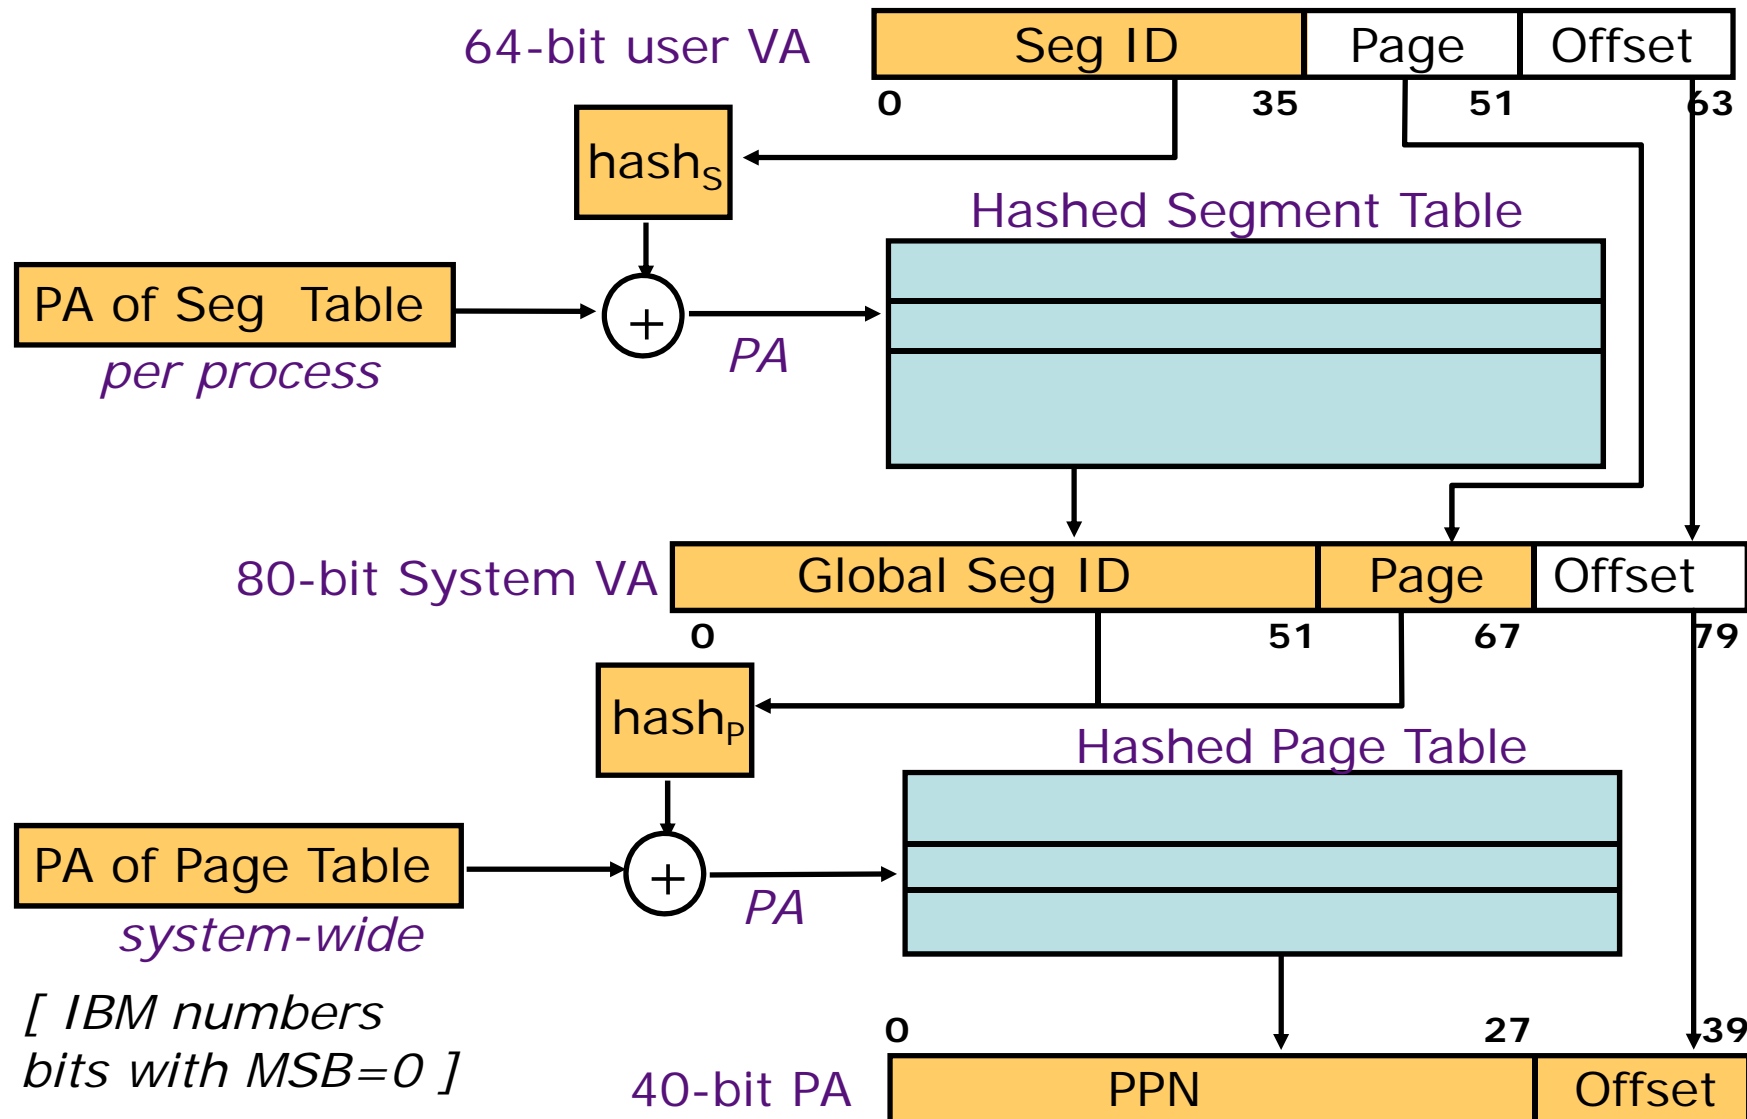 64-bit user VA
Seg ID Page Offset
0 35 51 63
hashS
Hashed Segment Table
PA of Seg Table
+
PA
per process
80-bit System VA
Global Seg ID Page Offset
0 51 67 79
hashP
Hashed Page Table
PA of Page Table
+
PA
system-wide
[ IBM numbers
bits with MSB=0 ]
0 27 39
40-bit PA
PPN Offset